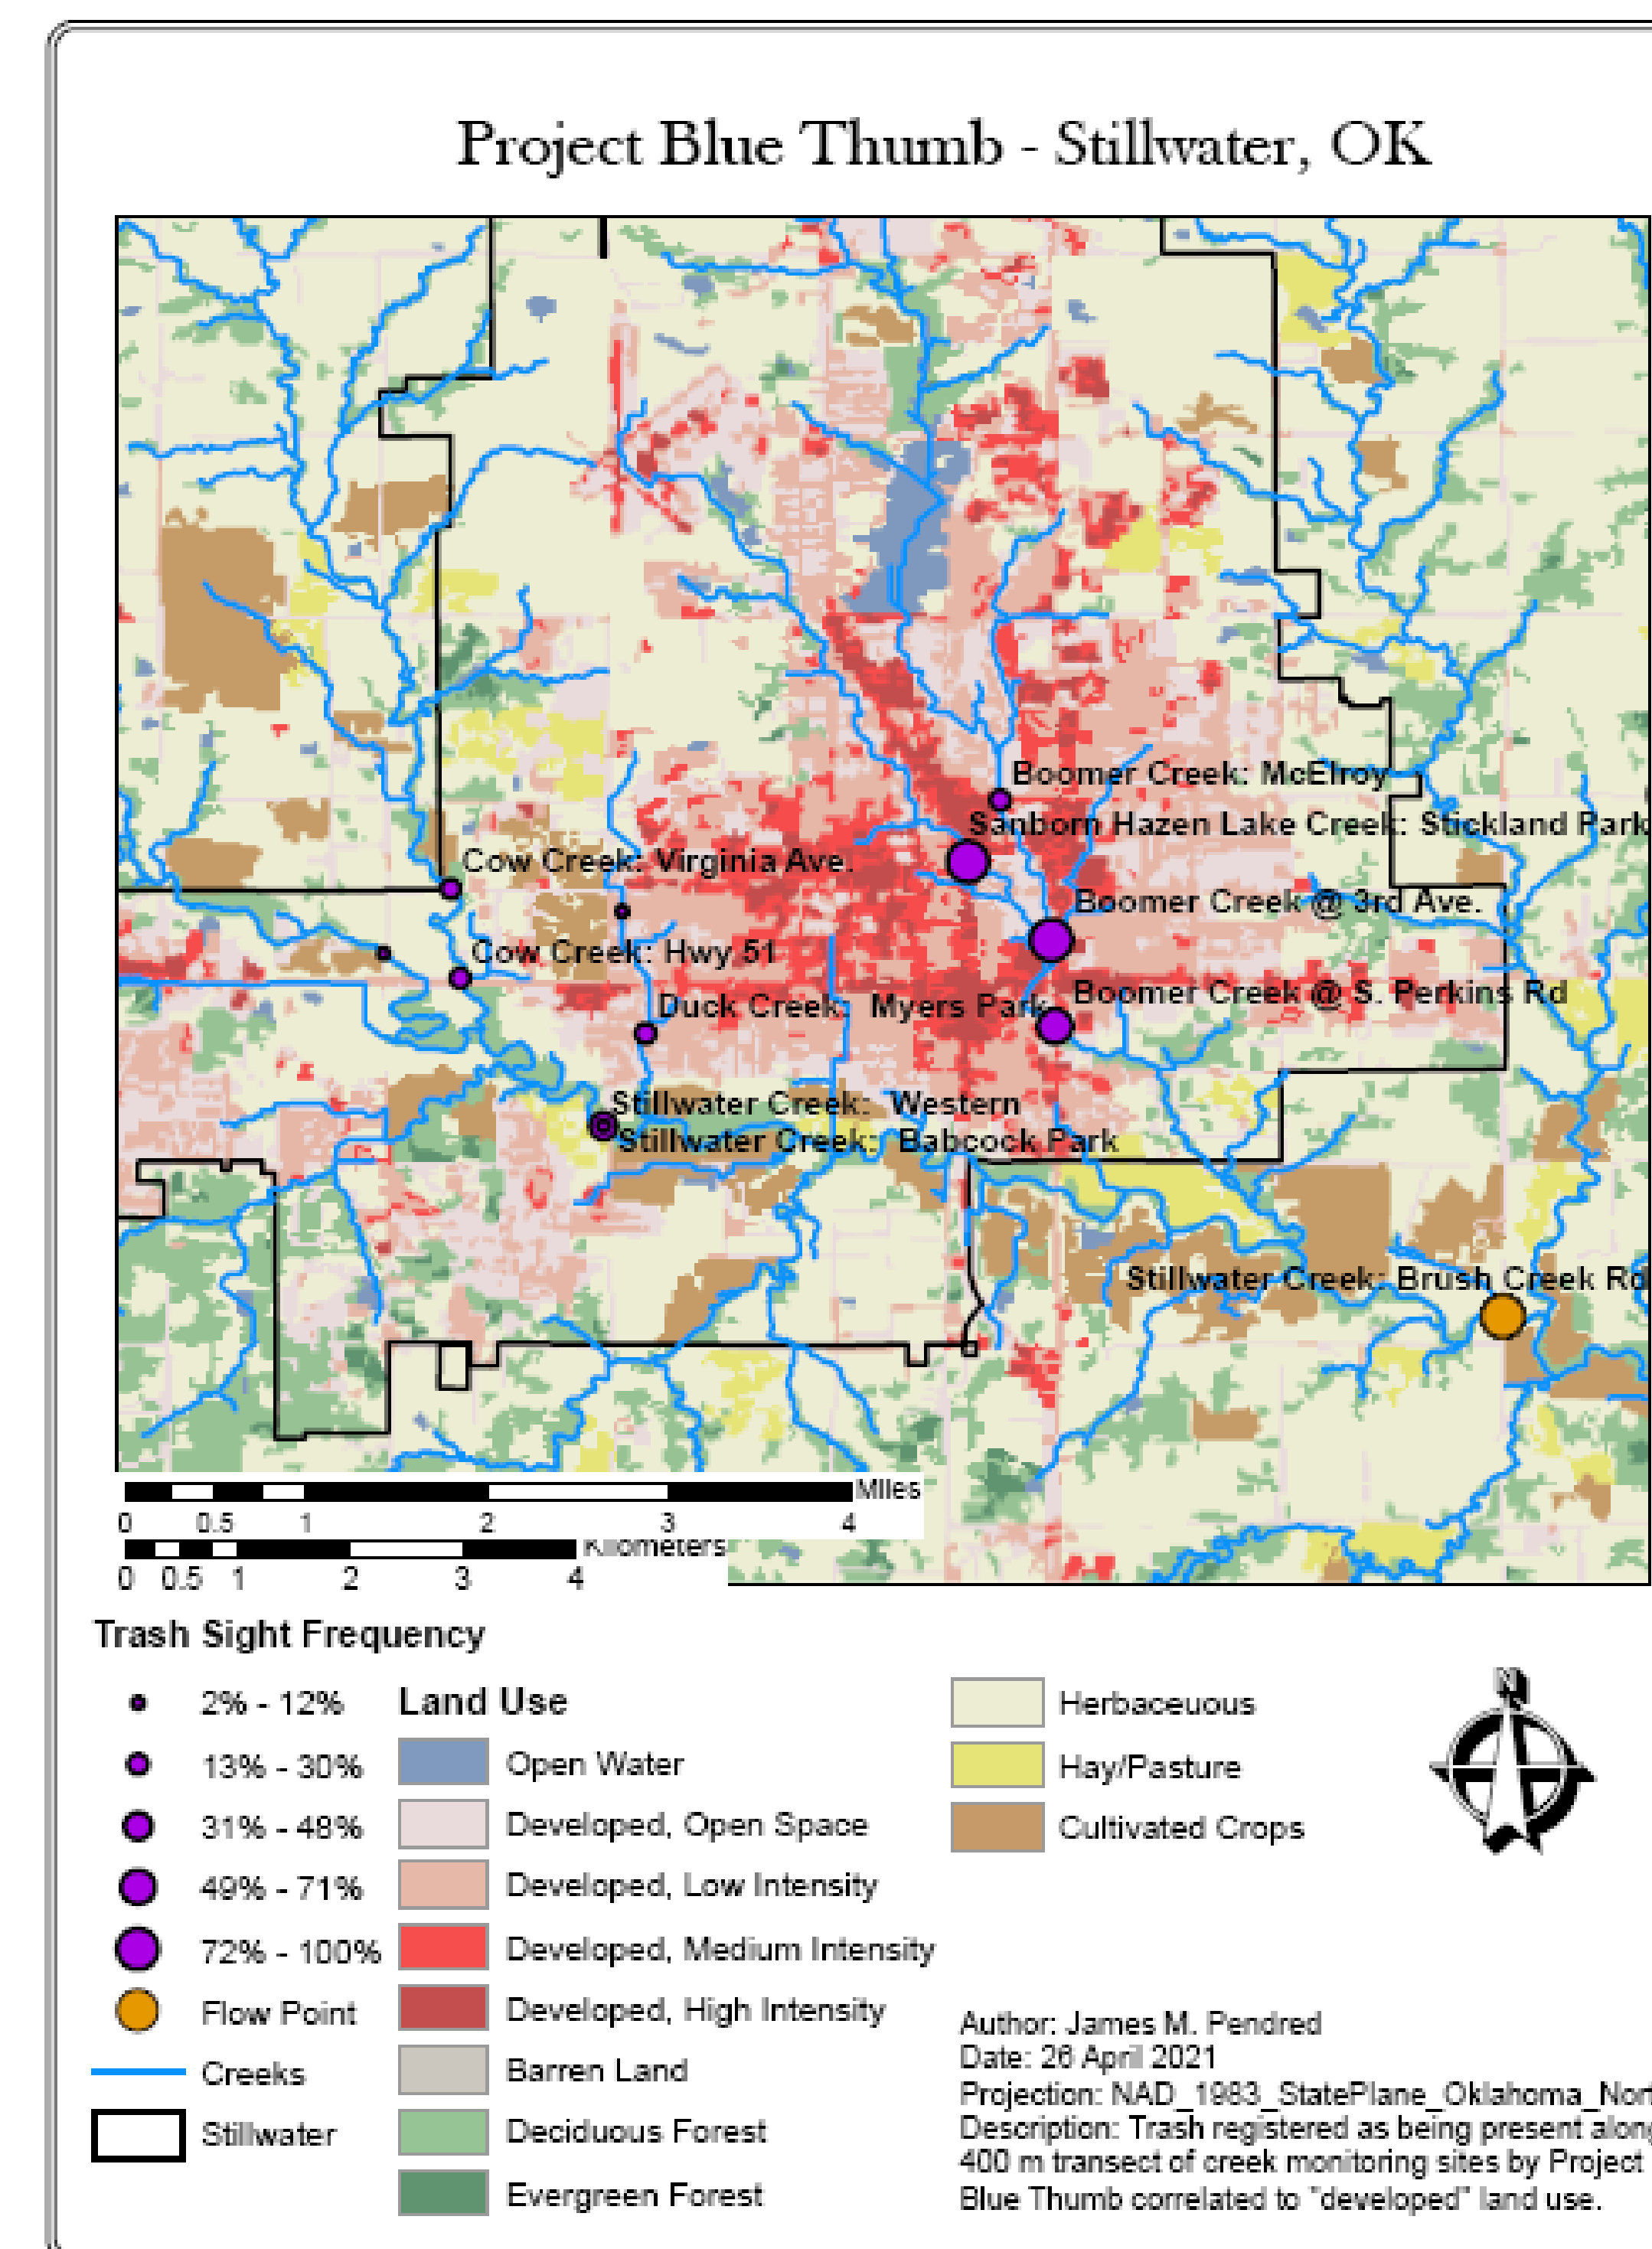 Project Blue Thumb - Stillwater, OK
Boomer Creek: McElroy
Sanborn Hazen Lake Creek: Stickland Park
Cow Creek: Virginia Ave.
Boomer Creek @ 3rd Ave.
Cow Creek: Hwy 51
Boomer Creek @ S. Perkins Rd
Duck Creek: Myers Park
Stillwater Creek: Western
Stillwater Creek: Babcock Park
Stillwater Creek: Brush Creek Rd
Miles
0 0.5 1 2 3 4
Kilometers
0 0.5 1 2 3 4
Trash Sight Frequency
2% - 12%
13% - 30%
31% - 48%
49% - 71%
72% - 100%
Flow Point
Creeks
Stillwater
Land Use
Open Water
Developed, Open Space
Developed, Low Intensity
Developed, Medium Intensity
Developed, High Intensity
Barren Land
Deciduous Forest
Evergreen Forest
Herbaceuous
Hay/Pasture
Cultivated Crops
N
Author: James M. Pendred
Date: 26 April 2021
Projection: NAD_1983_StatePlane_Oklahoma_Nor
Description: Trash registered as being present along
400 m transect of creek monitoring sites by Project
Blue Thumb correlated to "developed" land use.